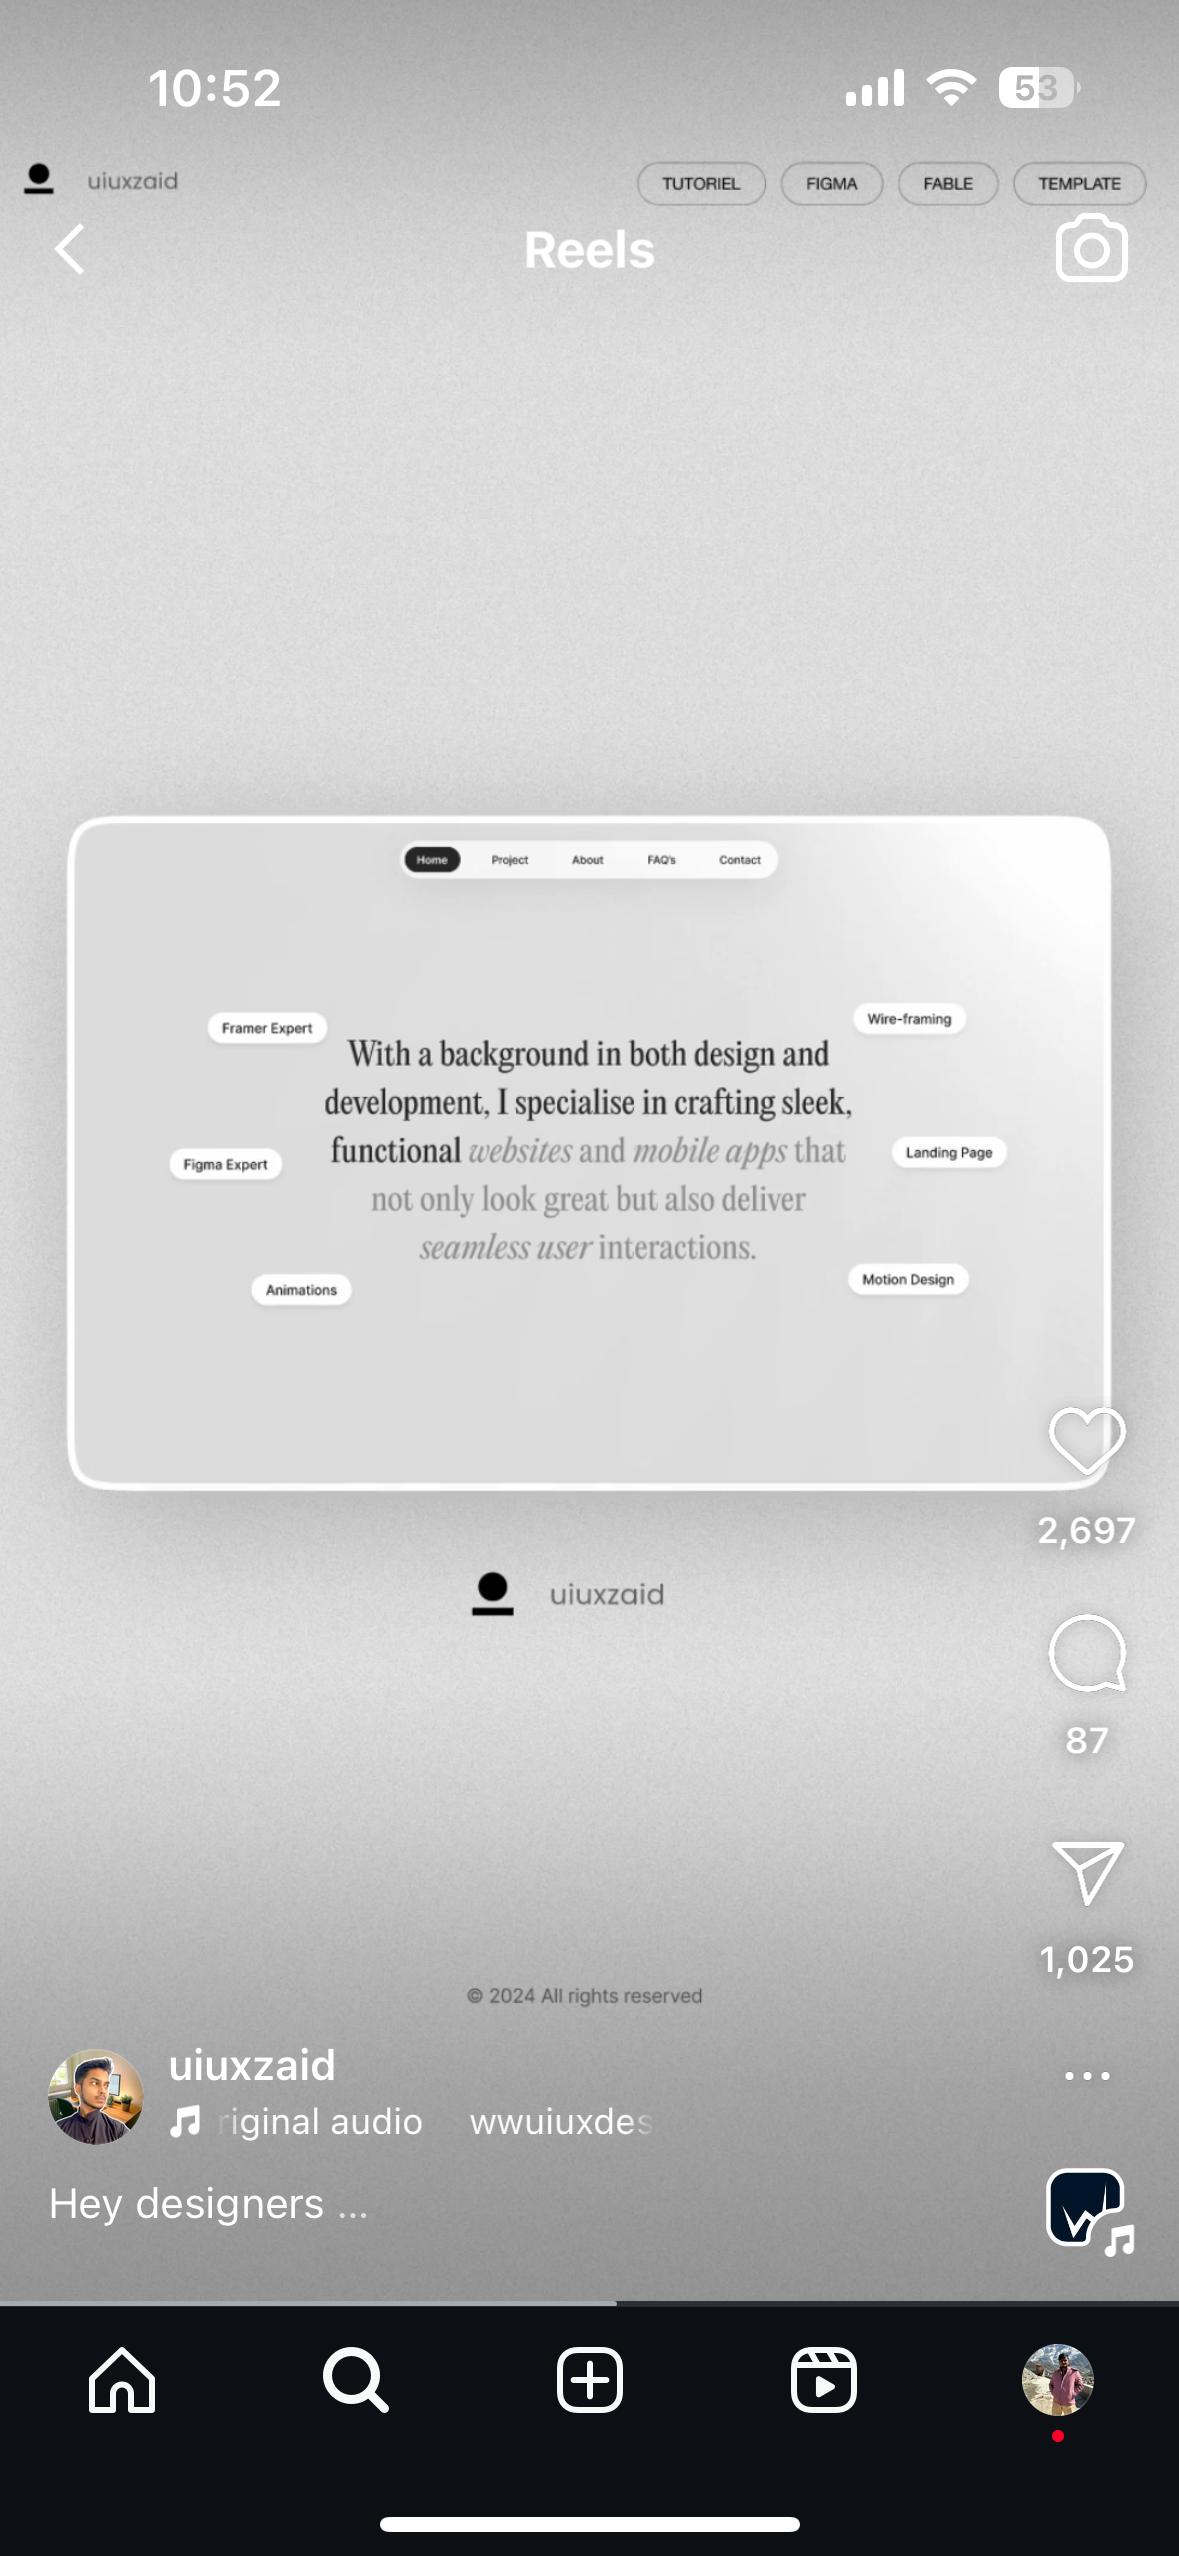 10:52
53
uiuxzaid
TUTORIEL FIGMA FABLE TEMPLATE
Reels
Home Project About FAQ's Contact
Framer Expert
Wire-framing
With a background in both design and
development, I specialise in crafting sleek,
functional websites and mobile apps that
not only look great but also deliver
seamless user interactions.
Figma Expert
Landing Page
Animations
Motion Design
2,697
uiuxzaid
87
1,025
© 2024 All rights reserved
uiuxzaid
riginal audio wwuiuxdes
Hey designers ...